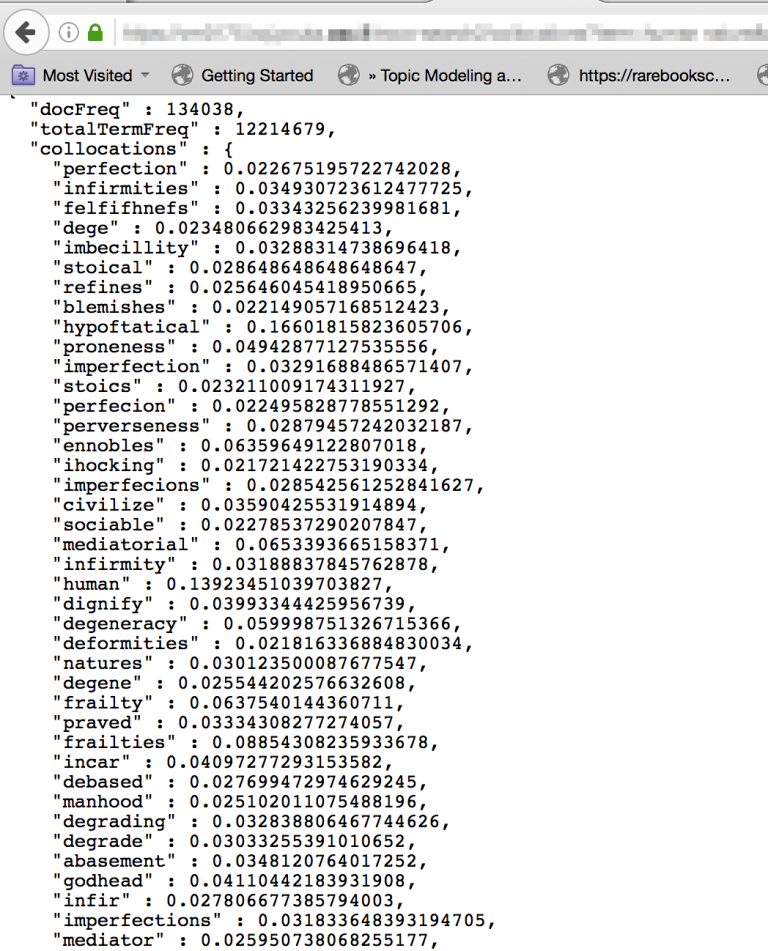 Most Visited Getting Started » Topic Modeling a... https://rarebooksc...
"docFreq" : 134038,
"totalTermFreq" : 12214679,
"collocations" : {
"perfection" : 0.022675195722742028,
"infirmities" : 0.034930723612477725,
"felfifhnefs" : 0.03343256239981681,
"dege" : 0.023480662983425413,
"imbecillity" : 0.03288314738696418,
"stoical" : 0.028648648648648647,
"refines" : 0.025646045418950665,
"blemishes" : 0.022149057168512423,
"hypoftatical" : 0.16601815823605706,
"proneness" : 0.04942877127535556,
"imperfection" : 0.03291688486571407,
"stoics" : 0.023211009174311927,
"perfecion" : 0.022495828778551292,
"perverseness" : 0.02879457242032187,
"ennobles" : 0.06359649122807018,
"ihocking" : 0.021721422753190334,
"imperfecions" : 0.028542561252841627,
"civilize" : 0.03590425531914894,
"sociable" : 0.02278537290207847,
"mediatorial" : 0.0653393665158371,
"infirmity" : 0.03188837845762878,
"human" : 0.13923451039703827,
"dignify" : 0.03993344425956739,
"degeneracy" : 0.059998751326715366,
"deformities" : 0.021816336884830034,
"natures" : 0.030123500087677547,
"degene" : 0.025544202576632608,
"frailty" : 0.0637540144360711,
"praved" : 0.03334308277274057,
"frailties" : 0.08854308235933678,
"incar" : 0.04097277293153582,
"debased" : 0.027699472974629245,
"manhood" : 0.025102011075488196,
"degrading" : 0.032838806467744626,
"degrade" : 0.03033255391010652,
"abasement" : 0.0348120764017252,
"godhead" : 0.04110442183931908,
"infir" : 0.027806677385794003,
"imperfections" : 0.031833648393194705,
"mediator" : 0.025950738068255177,